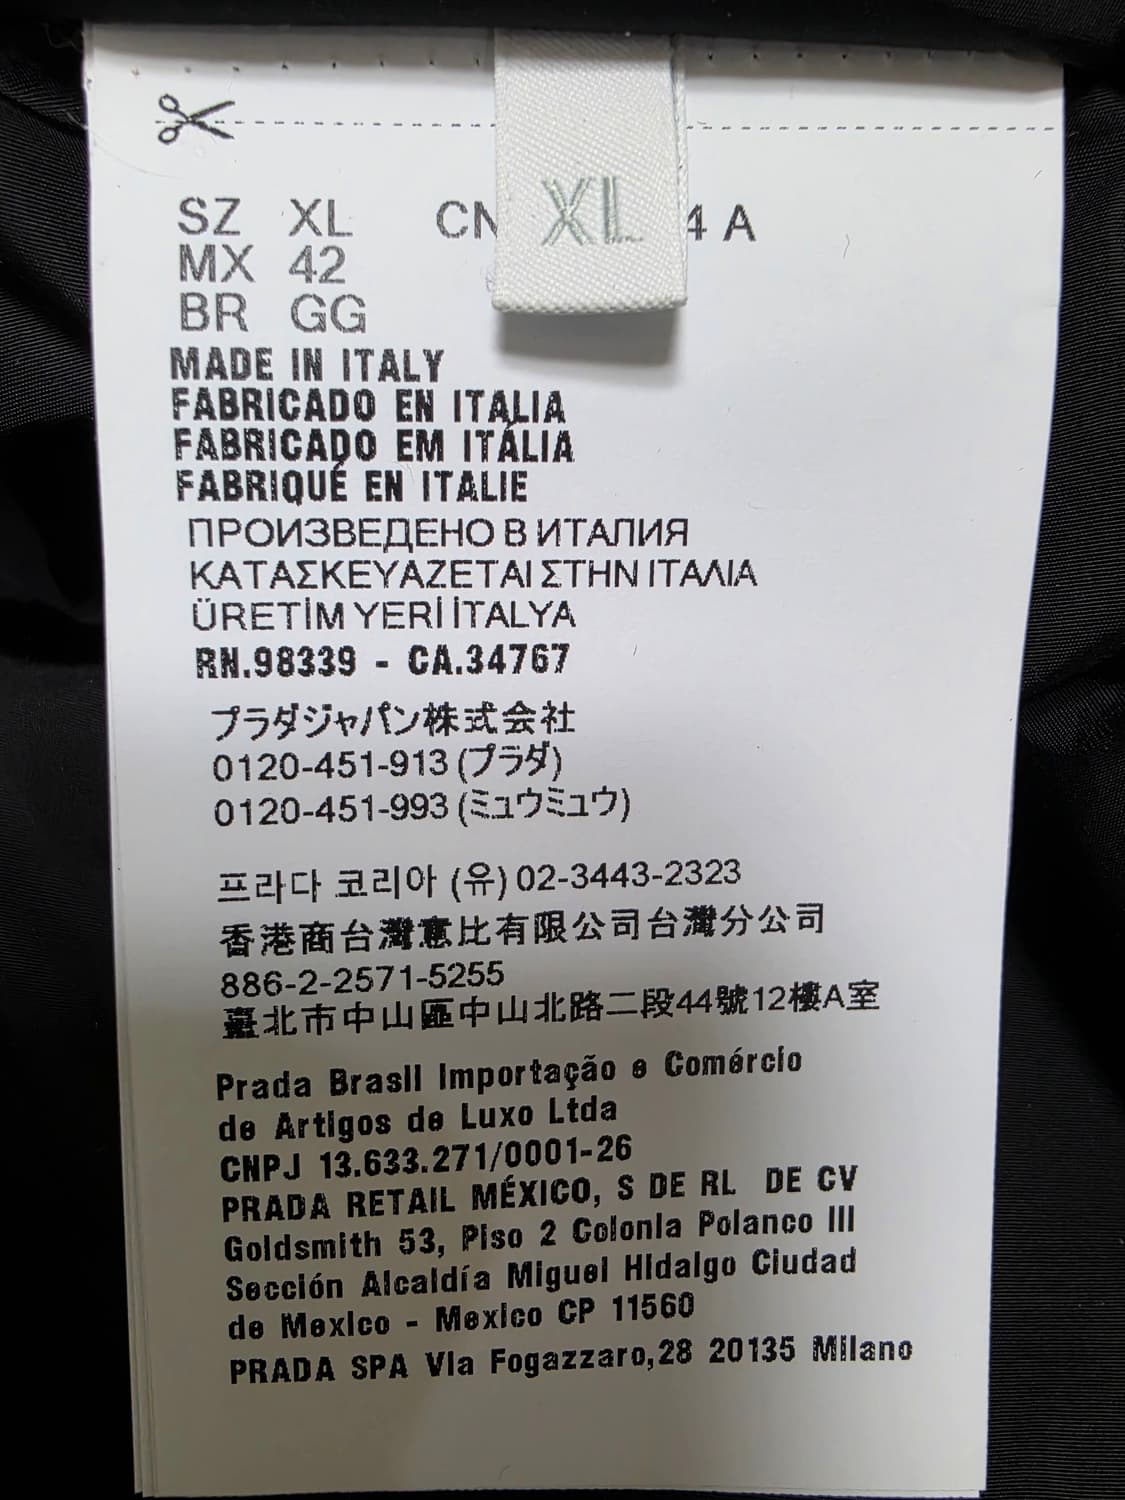 XL
SZ XL CN 4 A
MX 42
BR GG
MADE IN ITALY
FABRICADO EN ITALIA
FABRICADO EM ITÁLIA
FABRIQUÉ EN ITALIE
ПРОИЗВЕДЕНО В ИТАЛИЯ
ΚΑΤΑΣΚΕΥΑΖΕΤΑΙ ΣΤΗΝ ΙΤΑΛΙΑ
ÜRETİM YERİ İTALYA
RN.98339 - CA.34767
プラダジャパン株式会社
0120-451-913 (プラダ)
0120-451-993 (ミュウミュウ)
프라다 코리아 (유) 02-3443-2323
香港商台灣意比有限公司台灣分公司
886-2-2571-5255
臺北市中山區中山北路二段44號12樓A室
Prada Brasil Importação e Comércio
de Artigos de Luxo Ltda
CNPJ 13.633.271/0001-26
PRADA RETAIL MÉXICO, S DE RL DE CV
Goldsmith 53, Piso 2 Colonia Polanco III
Sección Alcaldía Miguel Hidalgo Ciudad
de Mexico - Mexico CP 11560
PRADA SPA Via Fogazzaro,28 20135 Milano